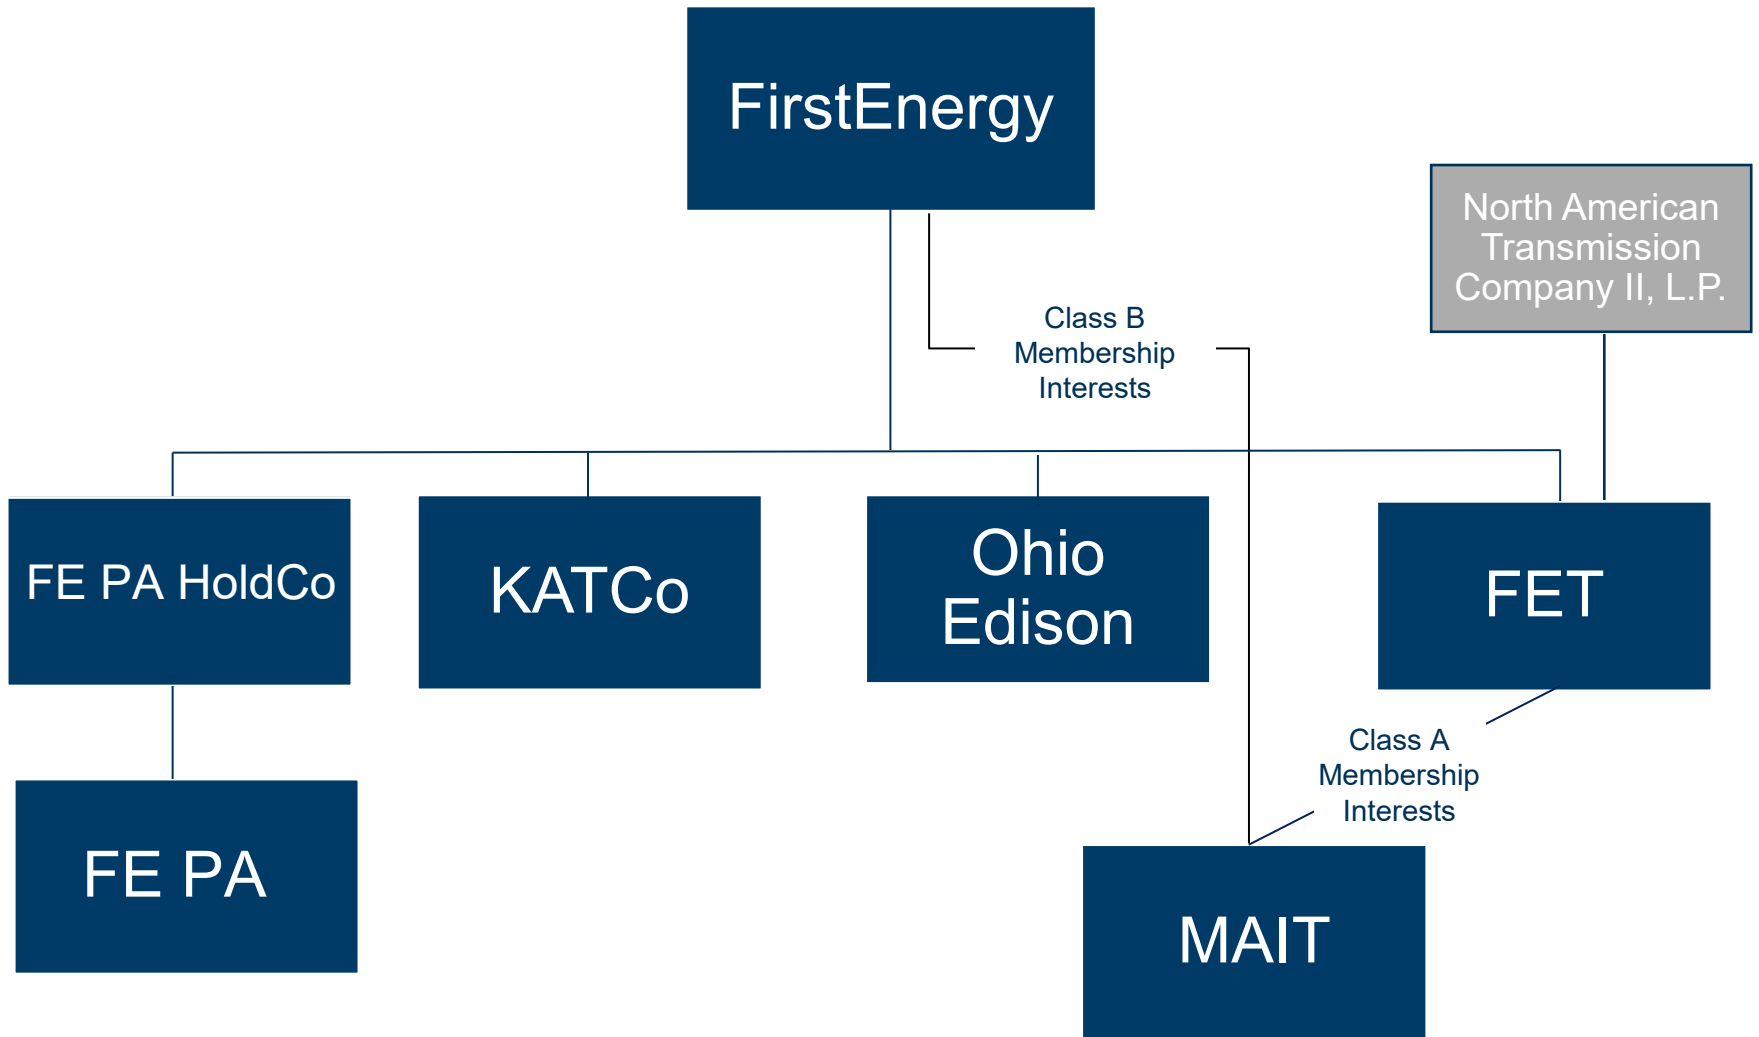 FirstEnergy
North American
Transmission
Company II, L.P.
Class B
Membership
Interests
FE PA HoldCo
KATCo
Ohio
Edison
FET
Class A
Membership
Interests
FE PA
MAIT